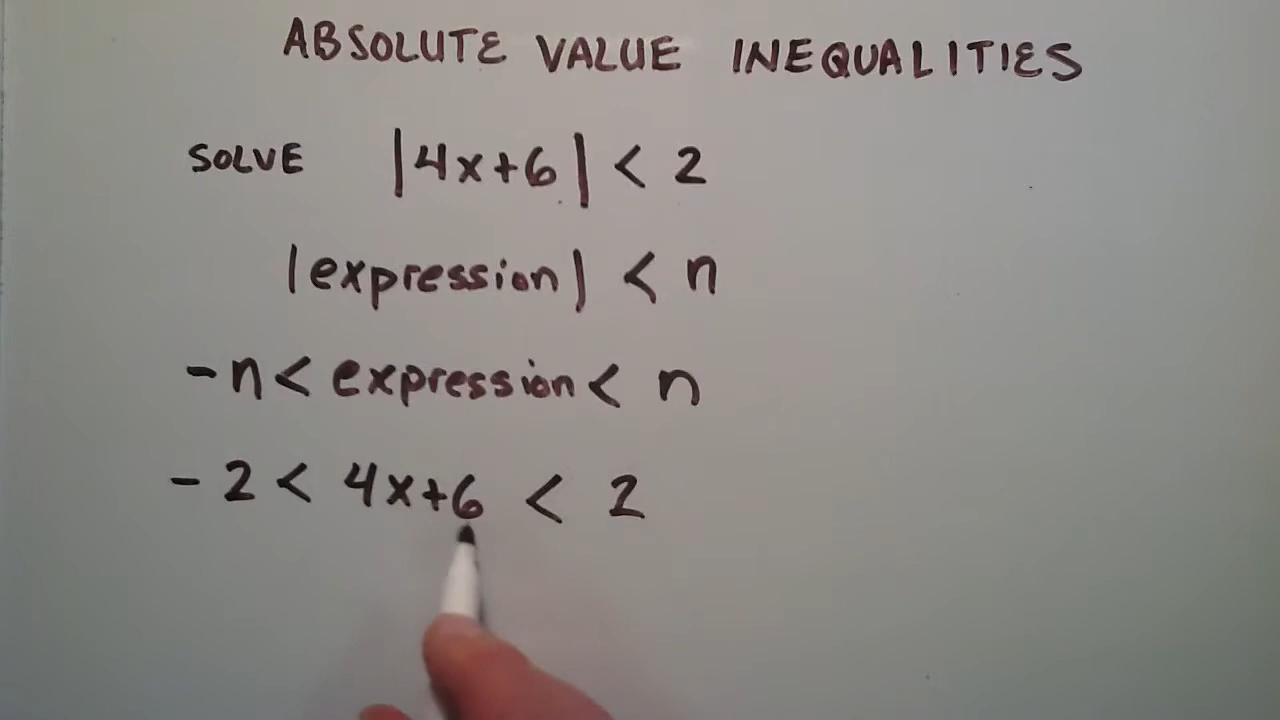 ABSOLUTE VALUE INEQUALITIES
SOLVE |4x+6| < 2
|expression| < n
-n < expression < n
-2 < 4x+6 < 2